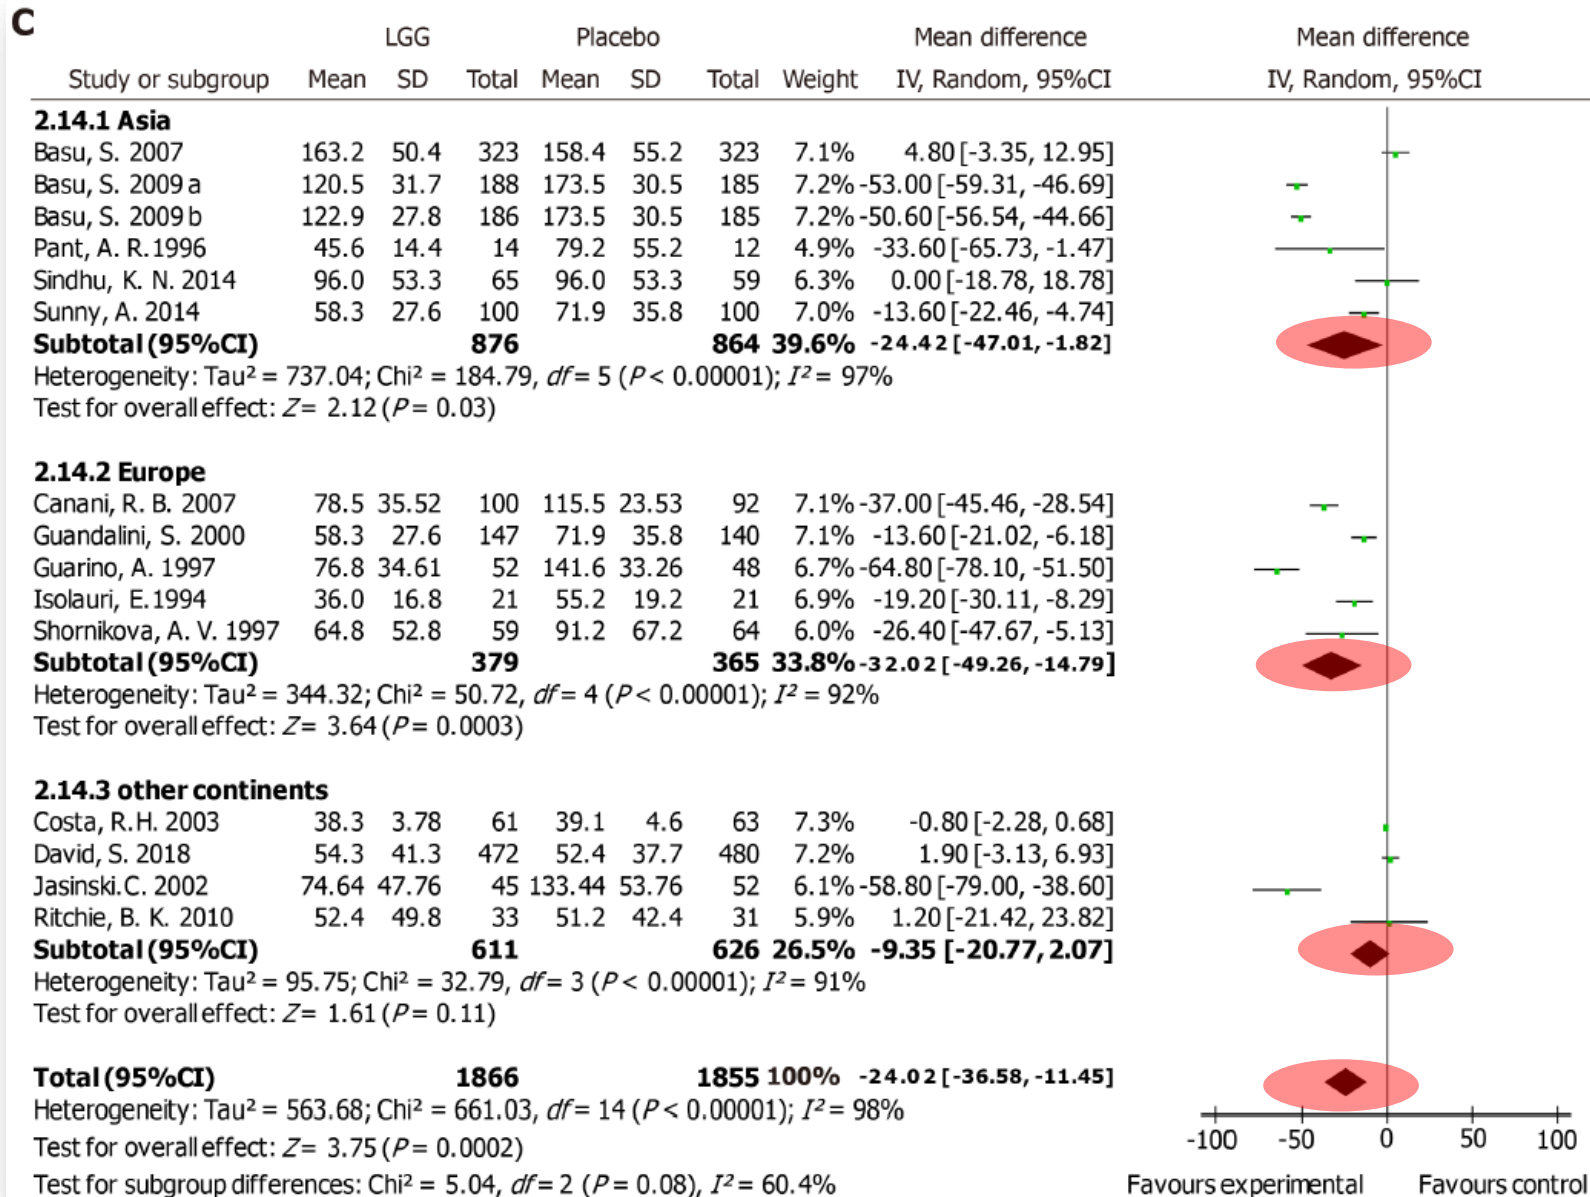 C
LGG Placebo Mean difference Mean difference
Study or subgroup Mean SD Total Mean SD Total Weight IV, Random, 95%CI IV, Random, 95%CI
2.14.1 Asia
Basu, S. 2007 163.2 50.4 323 158.4 55.2 323 7.1% 4.80 [-3.35, 12.95]
Basu, S. 2009 a 120.5 31.7 188 173.5 30.5 185 7.2% -53.00 [-59.31, -46.69]
Basu, S. 2009 b 122.9 27.8 186 173.5 30.5 185 7.2% -50.60 [-56.54, -44.66]
Pant, A. R.1996 45.6 14.4 14 79.2 55.2 12 4.9% -33.60 [-65.73, -1.47]
Sindhu, K. N. 2014 96.0 53.3 65 96.0 53.3 59 6.3% 0.00 [-18.78, 18.78]
Sunny, A. 2014 58.3 27.6 100 71.9 35.8 100 7.0% -13.60 [-22.46, -4.74]
Subtotal (95%CI) 876 864 39.6% -24.42 [-47.01, -1.82]
Heterogeneity: Tau² = 737.04; Chi² = 184.79, df = 5 (P < 0.00001); I² = 97%
Test for overall effect: Z = 2.12 (P = 0.03)
2.14.2 Europe
Canani, R. B. 2007 78.5 35.52 100 115.5 23.53 92 7.1% -37.00 [-45.46, -28.54]
Guandalini, S. 2000 58.3 27.6 147 71.9 35.8 140 7.1% -13.60 [-21.02, -6.18]
Guarino, A. 1997 76.8 34.61 52 141.6 33.26 48 6.7% -64.80 [-78.10, -51.50]
Isolauri, E.1994 36.0 16.8 21 55.2 19.2 21 6.9% -19.20 [-30.11, -8.29]
Shornikova, A. V. 1997 64.8 52.8 59 91.2 67.2 64 6.0% -26.40 [-47.67, -5.13]
Subtotal (95%CI) 379 365 33.8% -32.02 [-49.26, -14.79]
Heterogeneity: Tau² = 344.32; Chi² = 50.72, df = 4 (P < 0.00001); I² = 92%
Test for overall effect: Z = 3.64 (P = 0.0003)
2.14.3 other continents
Costa, R.H. 2003 38.3 3.78 61 39.1 4.6 63 7.3% -0.80 [-2.28, 0.68]
David, S. 2018 54.3 41.3 472 52.4 37.7 480 7.2% 1.90 [-3.13, 6.93]
Jasinski.C. 2002 74.64 47.76 45 133.44 53.76 52 6.1% -58.80 [-79.00, -38.60]
Ritchie, B. K. 2010 52.4 49.8 33 51.2 42.4 31 5.9% 1.20 [-21.42, 23.82]
Subtotal (95%CI) 611 626 26.5% -9.35 [-20.77, 2.07]
Heterogeneity: Tau² = 95.75; Chi² = 32.79, df = 3 (P < 0.00001); I² = 91%
Test for overall effect: Z = 1.61 (P = 0.11)
Total (95%CI) 1866 1855 100% -24.02 [-36.58, -11.45]
Heterogeneity: Tau² = 563.68; Chi² = 661.03, df = 14 (P < 0.00001); I² = 98%
Test for overall effect: Z = 3.75 (P = 0.0002)
Test for subgroup differences: Chi² = 5.04, df = 2 (P = 0.08), I² = 60.4%
-100 -50 0 50 100
Favours experimental Favours control